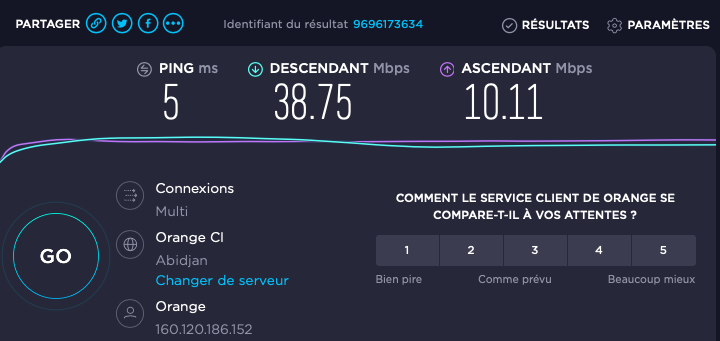 PARTAGER
Identifiant du résultat 9696173634
RÉSULTATS
PARAMÈTRES
PING ms
DESCENDANT Mbps
ASCENDANT Mbps
5
38.75
10.11
GO
Connexions
Multi
Orange CI
Abidjan
Changer de serveur
Orange
160.120.186.152
COMMENT LE SERVICE CLIENT DE ORANGE SE
COMPARE-T-IL À VOS ATTENTES ?
1 2 3 4 5
Bien pire Comme prévu Beaucoup mieux